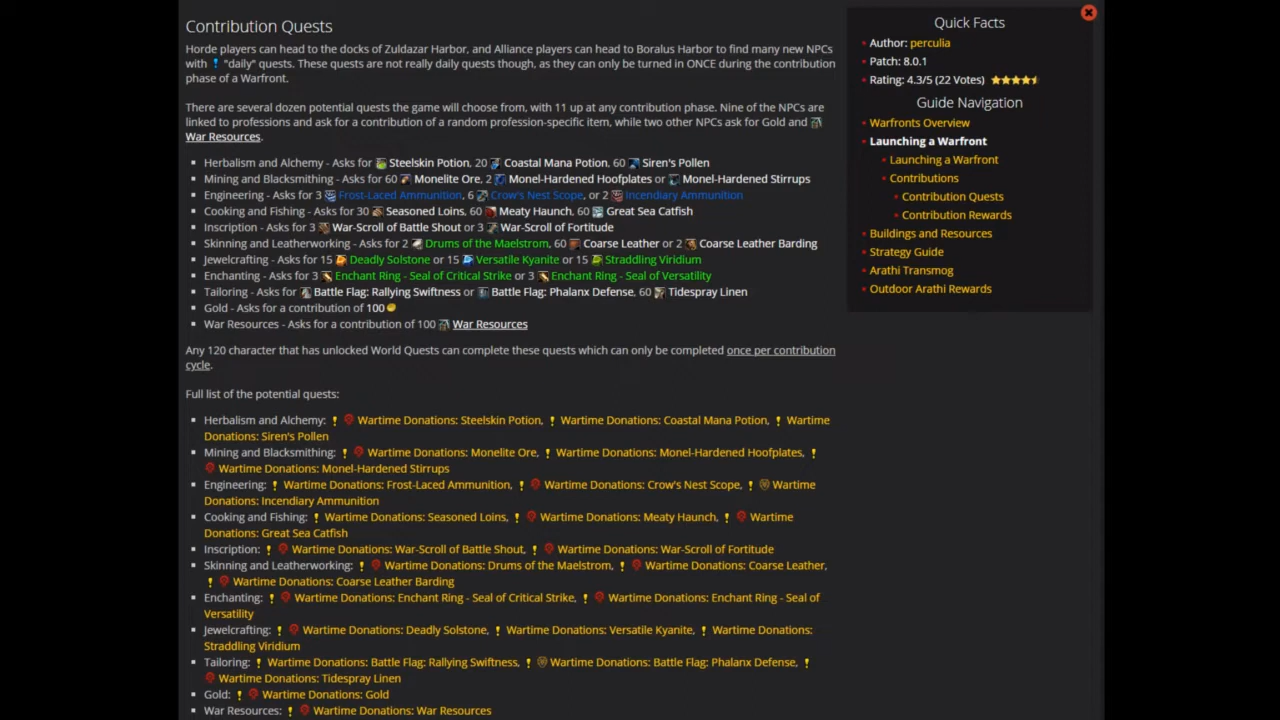 Contribution Quests
Horde players can head to the docks of Zuldazar Harbor, and Alliance players can head to Boralus Harbor to find many new NPCs
with "daily" quests. These quests are not really daily quests though, as they can only be turned in ONCE during the contribution
phase of a Warfront.
There are several dozen potential quests the game will choose from, with 11 up at any contribution phase. Nine of the NPCs are
linked to professions and ask for a contribution of a random profession-specific item, while two other NPCs ask for Gold and
War Resources.
Herbalism and Alchemy - Asks for Steelskin Potion, 20 Coastal Mana Potion, 60 Siren's Pollen
Mining and Blacksmithing - Asks for 60 Monelite Ore, 2 Monel-Hardened Hoofplates or Monel-Hardened Stirrups
Engineering - Asks for 3 Frost-Laced Ammunition, 6 Crow's Nest Scope, or 2 Incendiary Ammunition
Cooking and Fishing - Asks for 30 Seasoned Loins, 60 Meaty Haunch, 60 Great Sea Catfish
Inscription - Asks for 3 War-Scroll of Battle Shout or 3 War-Scroll of Fortitude
Skinning and Leatherworking - Asks for 2 Drums of the Maelstrom, 60 Coarse Leather or 2 Coarse Leather Barding
Jewelcrafting - Asks for 15 Deadly Solstone or 15 Versatile Kyanite or 15 Straddling Viridium
Enchanting - Asks for 3 Enchant Ring - Seal of Critical Strike or 3 Enchant Ring - Seal of Versatility
Tailoring - Asks for Battle Flag: Rallying Swiftness or Battle Flag: Phalanx Defense, 60 Tidespray Linen
Gold - Asks for a contribution of 100
War Resources - Asks for a contribution of 100 War Resources
Any 120 character that has unlocked World Quests can complete these quests which can only be completed once per contribution
cycle.
Full list of the potential quests:
Herbalism and Alchemy: Wartime Donations: Steelskin Potion, Wartime Donations: Coastal Mana Potion, Wartime
Donations: Siren's Pollen
Mining and Blacksmithing: Wartime Donations: Monelite Ore, Wartime Donations: Monel-Hardened Hoofplates,
Wartime Donations: Monel-Hardened Stirrups
Engineering: Wartime Donations: Frost-Laced Ammunition, Wartime Donations: Crow's Nest Scope, Wartime
Donations: Incendiary Ammunition
Cooking and Fishing: Wartime Donations: Seasoned Loins, Wartime Donations: Meaty Haunch, Wartime
Donations: Great Sea Catfish
Inscription: Wartime Donations: War-Scroll of Battle Shout, Wartime Donations: War-Scroll of Fortitude
Skinning and Leatherworking: Wartime Donations: Drums of the Maelstrom, Wartime Donations: Coarse Leather,
Wartime Donations: Coarse Leather Barding
Enchanting: Wartime Donations: Enchant Ring - Seal of Critical Strike, Wartime Donations: Enchant Ring - Seal of
Versatility
Jewelcrafting: Wartime Donations: Deadly Solstone, Wartime Donations: Versatile Kyanite, Wartime Donations:
Straddling Viridium
Tailoring: Wartime Donations: Battle Flag: Rallying Swiftness, Wartime Donations: Battle Flag: Phalanx Defense,
Wartime Donations: Tidespray Linen
Gold: Wartime Donations: Gold
War Resources: Wartime Donations: War Resources
Quick Facts
Author: perculia
Patch: 8.0.1
Rating: 4.3/5 (22 Votes)
Guide Navigation
Warfronts Overview
Launching a Warfront
Launching a Warfront
Contributions
Contribution Quests
Contribution Rewards
Buildings and Resources
Strategy Guide
Arathi Transmog
Outdoor Arathi Rewards